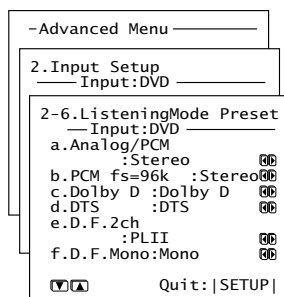 -Advanced Menu
2.Input Setup
Input:DVD
2-6.ListeningMode Preset
Input:DVD
a.Analog/PCM
:Stereo
b.PCM fs=96k :Stereo
c.Dolby D :Dolby D
d.DTS :DTS
e.D.F.2ch
:PLII
f.D.F.Mono:Mono
Quit:|SETUP|